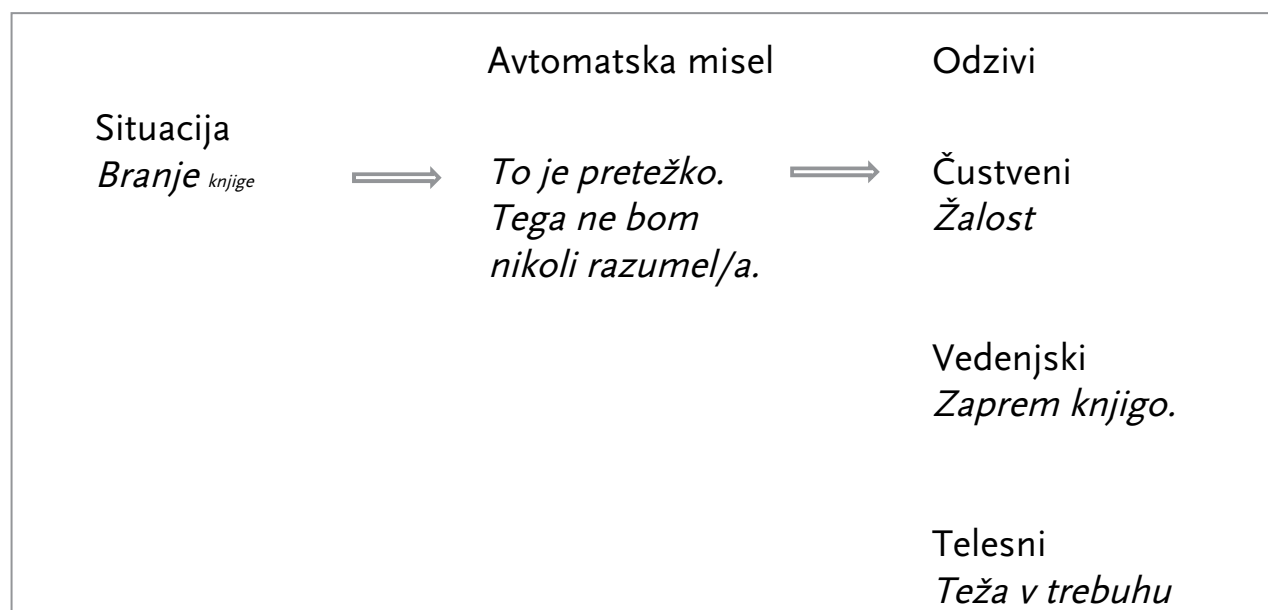 Situacija
Branje knjige
Avtomatska misel
To je pretežko.
Tega ne bom
nikoli razumel/a.
Odzivi
Čustveni
Žalost
Vedenjski
Zaprem knjigo.
Telesni
Teža v trebuhu